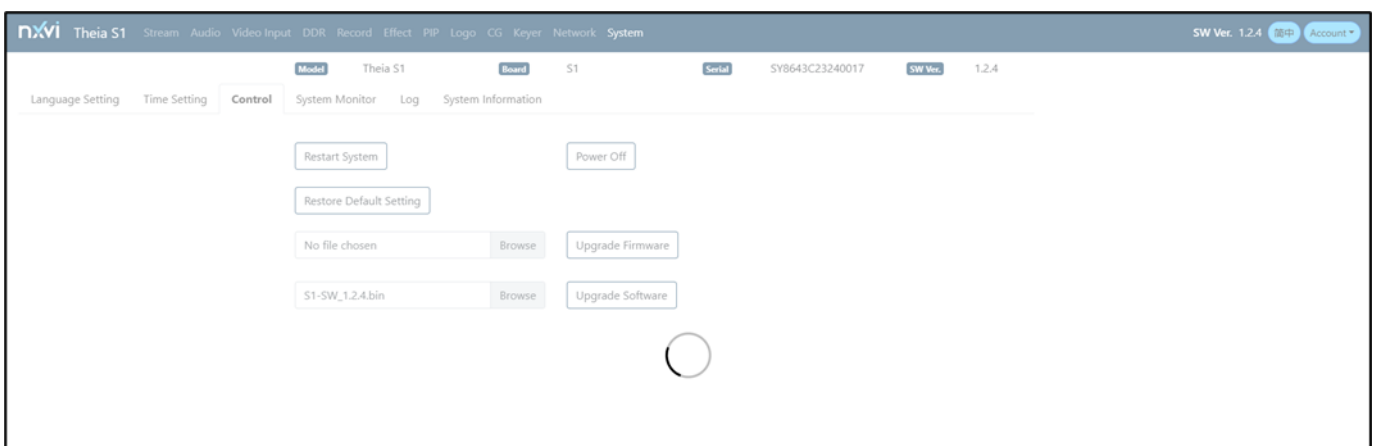 nxvi Theia S1 Stream Audio Video Input DDR Record Effect PIP Logo CG Keyer Network System SW Ver. 1.2.4 简中 Account
Model Theia S1 Board S1 Serial SY8643C23240017 SW Ver. 1.2.4
Language Setting Time Setting Control System Monitor Log System Information
Restart System Power Off
Restore Default Setting
No file chosen Browse Upgrade Firmware
S1-SW_1.2.4.bin Browse Upgrade Software